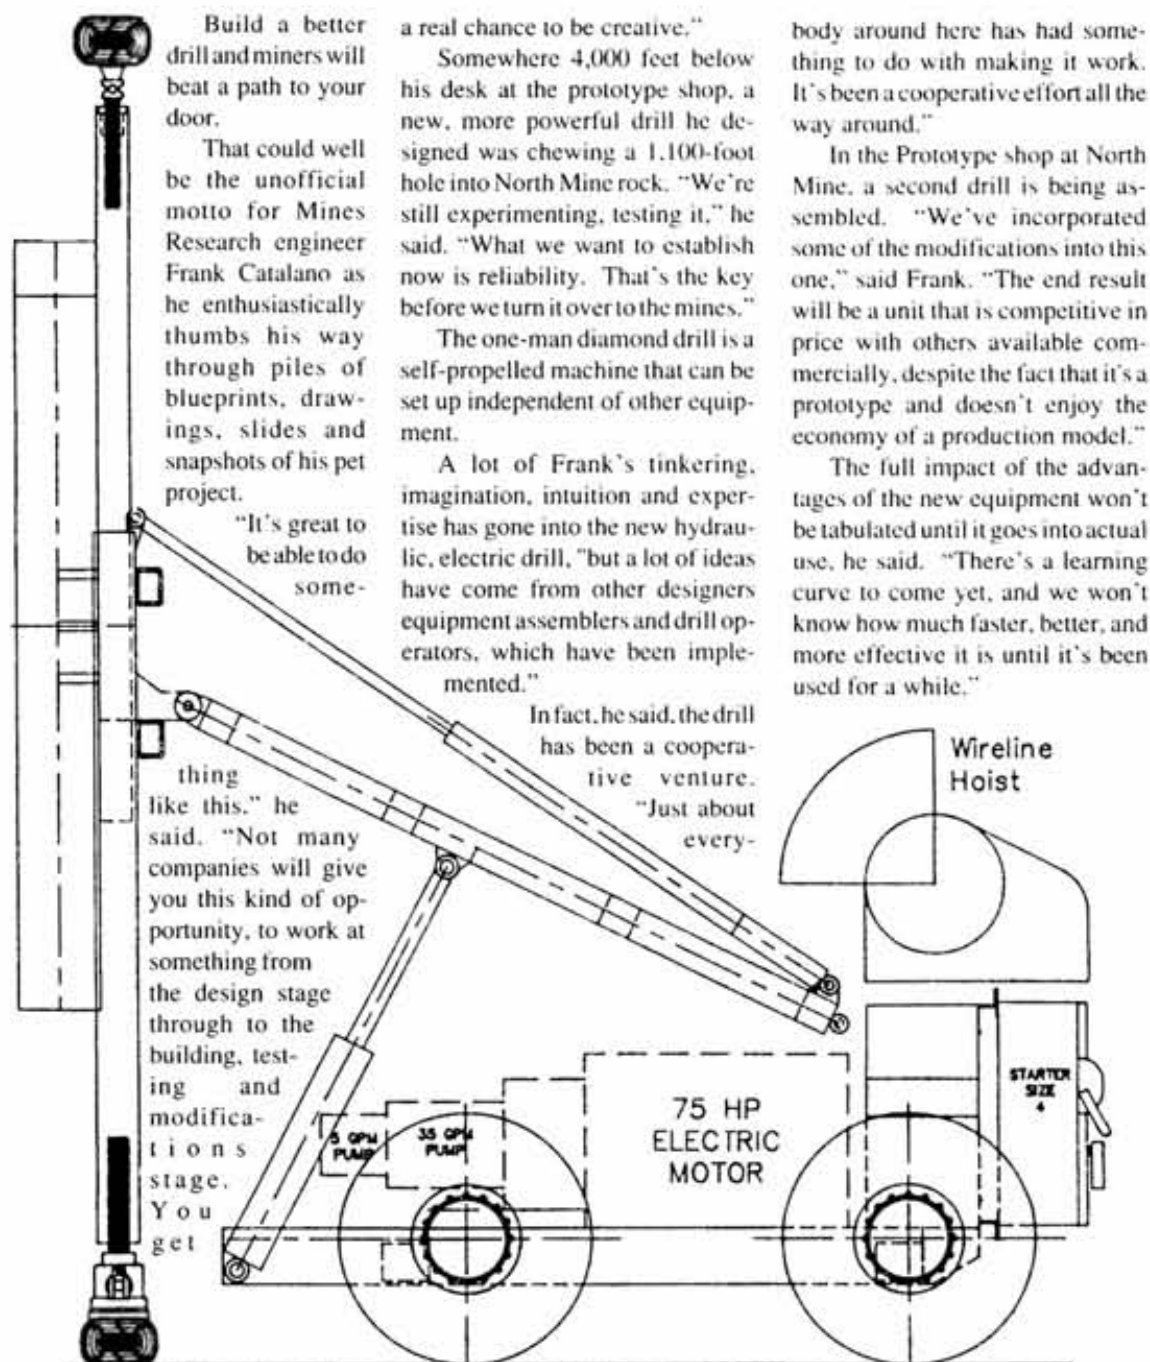 Build a better
drill and miners will
beat a path to your
door.
That could well
be the unofficial
motto for Mines
Research engineer
Frank Catalano as
he enthusiastically
thumbs his way
through piles of
blueprints, draw-
ings, slides and
snapshots of his pet
project.
"It's great to
be able to do
some-
thing
like this." he
said. "Not many
companies will give
you this kind of op-
portunity, to work at
something from
the design stage
through to the
building, test-
ing and
modifica-
tions
stage.
You
get
a real chance to be creative."
Somewhere 4,000 feet below
his desk at the prototype shop, a
new, more powerful drill he de-
signed was chewing a 1,100-foot
hole into North Mine rock. "We're
still experimenting, testing it," he
said. "What we want to establish
now is reliability. That's the key
before we turn it over to the mines."
The one-man diamond drill is a
self-propelled machine that can be
set up independent of other equip-
ment.
A lot of Frank's tinkering,
imagination, intuition and exper-
tise has gone into the new hydrau-
lic, electric drill, "but a lot of ideas
have come from other designers
equipment assemblers and drill op-
erators, which have been imple-
mented."
In fact, he said, the drill
has been a coopera-
tive venture.
"Just about
every-
body around here has had some-
thing to do with making it work.
It's been a cooperative effort all the
way around."
In the Prototype shop at North
Mine, a second drill is being as-
sembled. "We've incorporated
some of the modifications into this
one," said Frank. "The end result
will be a unit that is competitive in
price with others available com-
mercially, despite the fact that it's a
prototype and doesn't enjoy the
economy of a production model."
The full impact of the advan-
tages of the new equipment won't
be tabulated until it goes into actual
use, he said. "There's a learning
curve to come yet, and we won't
know how much faster, better, and
more effective it is until it's been
used for a while."
Wireline
Hoist
STARTER
SIZE
4
75 HP
ELECTRIC
MOTOR
35 GPM
PUMP
5 GPM
PUMP